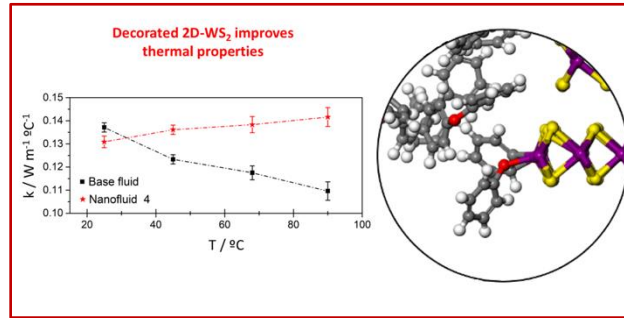 Decorated 2D-WS₂ improves
thermal properties
k / W m⁻¹ ºC⁻¹
0.15
0.14
0.13
0.12
0.11
0.10
Base fluid
Nanofluid 4
20
40
60
80
100
T / ºC